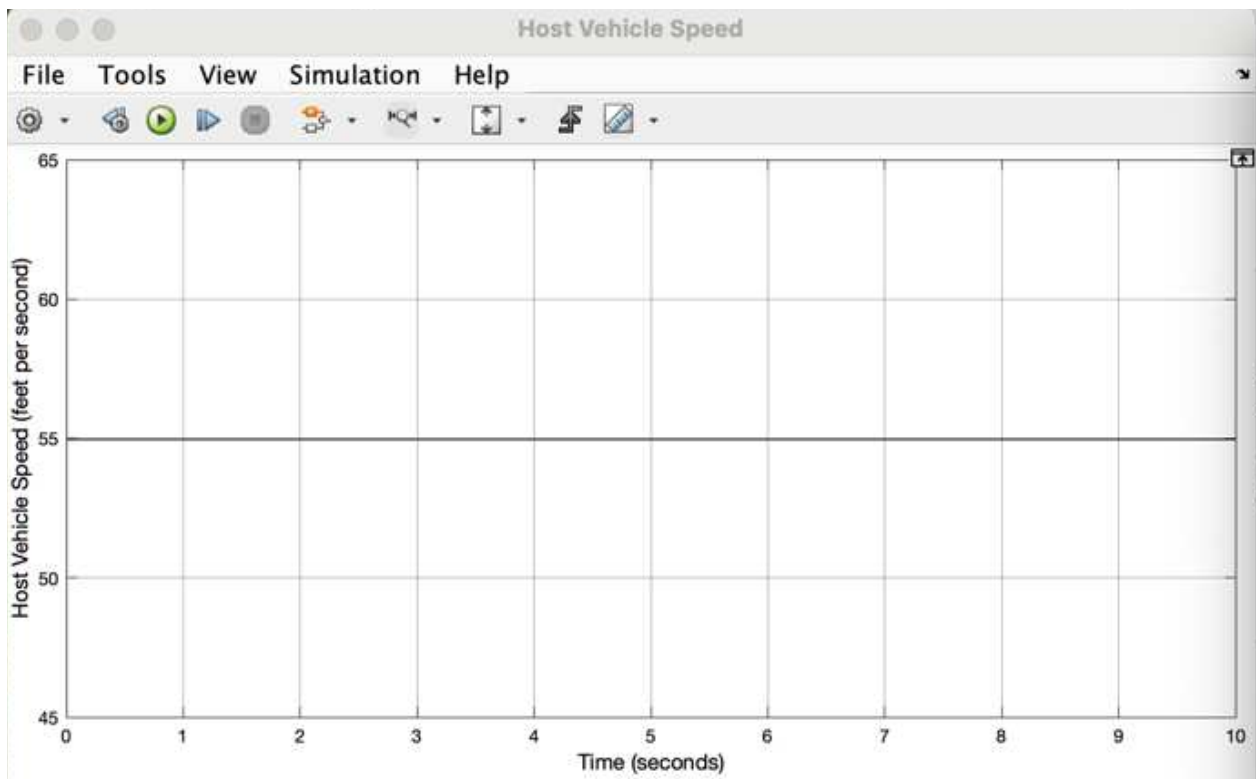 Host Vehicle Speed
File Tools View Simulation Help
65
60
55
50
45
Host Vehicle Speed (feet per second)
0 1 2 3 4 5 6 7 8 9 10
Time (seconds)